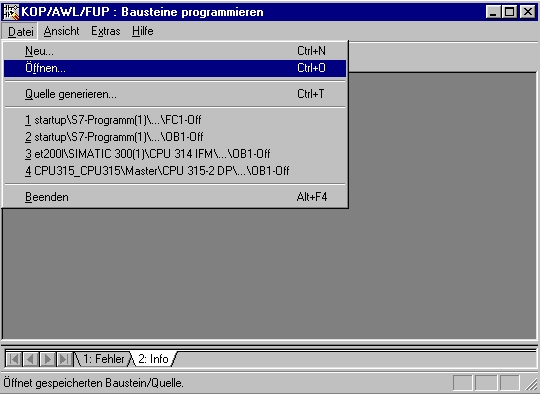 KOP/AWL/FUP : Bausteine programmieren
Datei Ansicht Extras Hilfe
Neu... Ctrl+N
Öffnen... Ctrl+O
Quelle generieren... Ctrl+T
1 startup\S7-Programm(1)\...\FC1-Off
2 startup\S7-Programm(1)\...\OB1-Off
3 et200l\SIMATIC 300(1)\CPU 314 IFM\...\OB1-Off
4 CPU315_CPU315\Master\CPU 315-2 DP\...\OB1-Off
Beenden Alt+F4
1: Fehler 2: Info
Öffnet gespeicherten Baustein/Quelle.